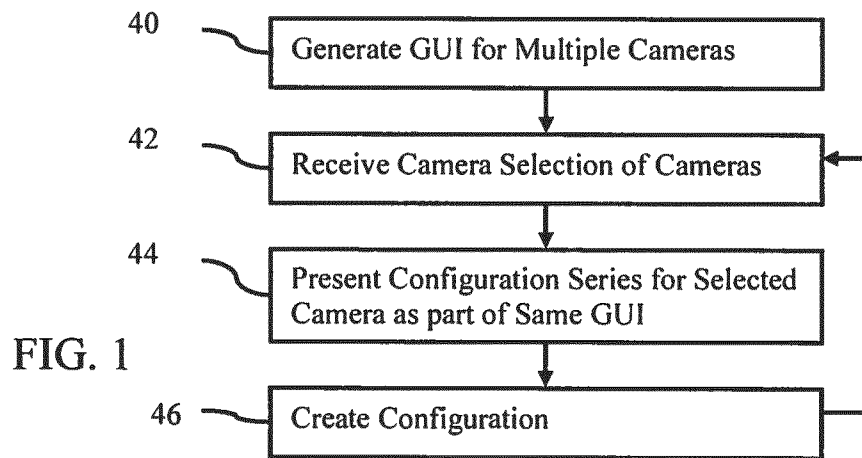 40
Generate GUI for Multiple Cameras
42
Receive Camera Selection of Cameras
44
Present Configuration Series for Selected
Camera as part of Same GUI
FIG. 1
46
Create Configuration